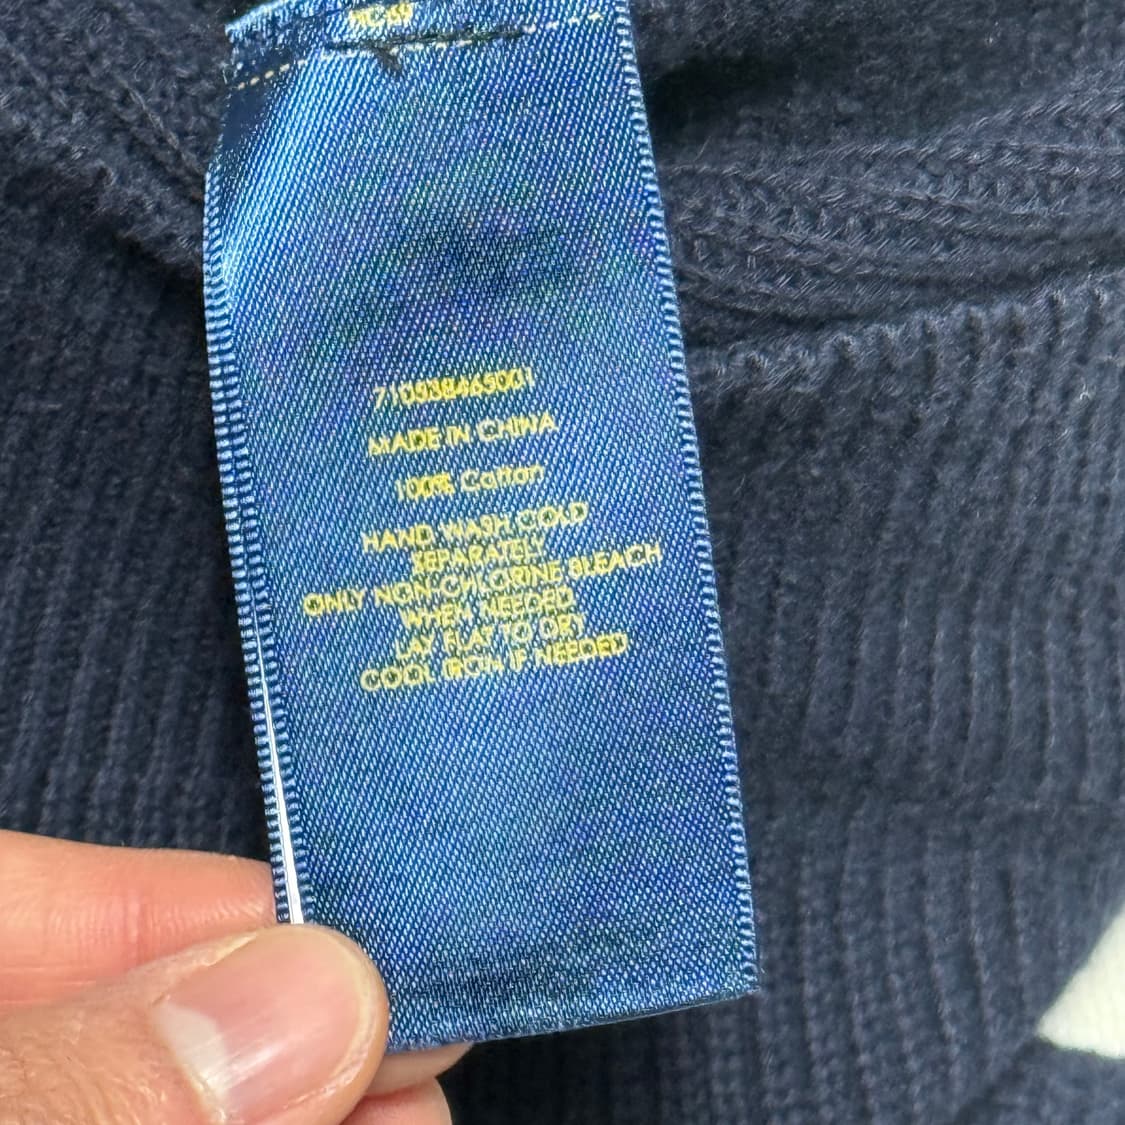 710938465001
MADE IN CHINA
100% Cotton
HAND WASH COLD
SEPARATELY
ONLY NON-CHLORINE BLEACH
WHEN NEEDED
LAY FLAT TO DRY
COOL IRON IF NEEDED